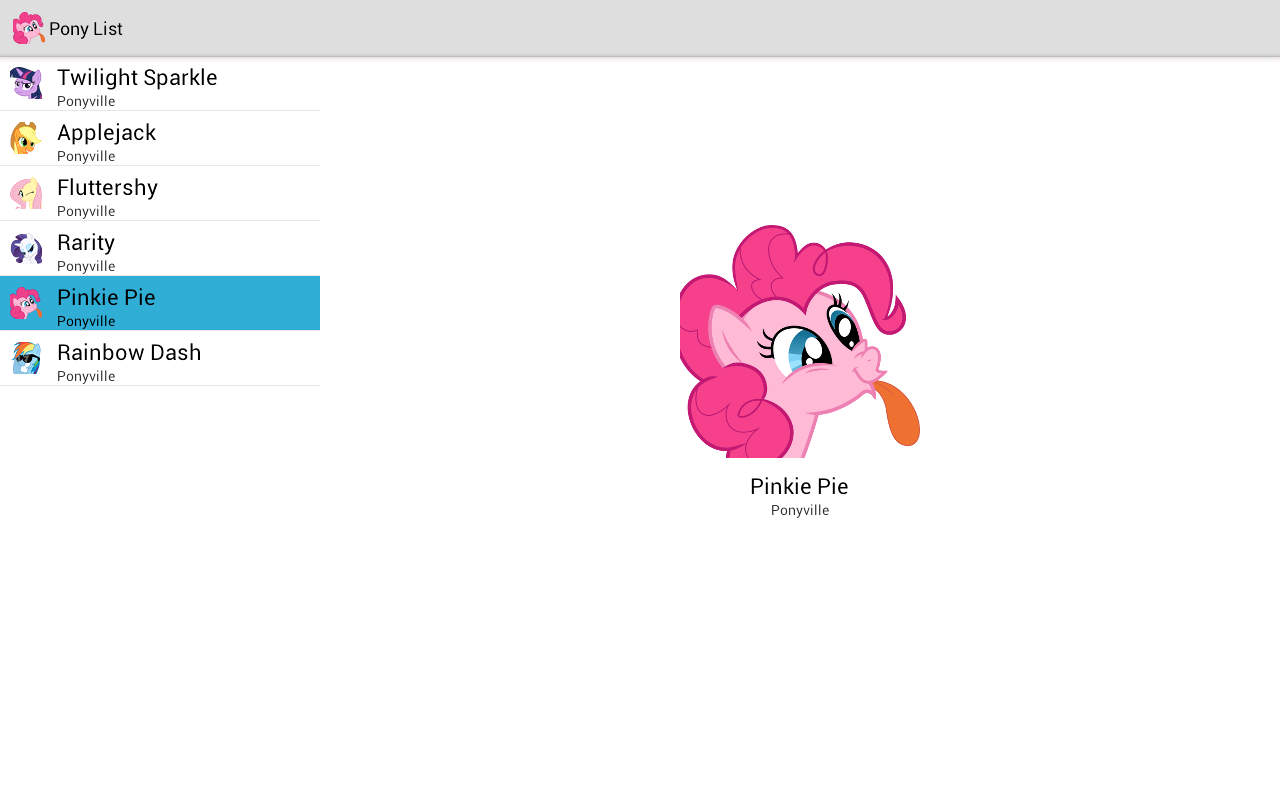 Pony List
Twilight Sparkle
Ponyville
Applejack
Ponyville
Fluttershy
Ponyville
Rarity
Ponyville
Pinkie Pie
Ponyville
Rainbow Dash
Ponyville
Pinkie Pie
Ponyville